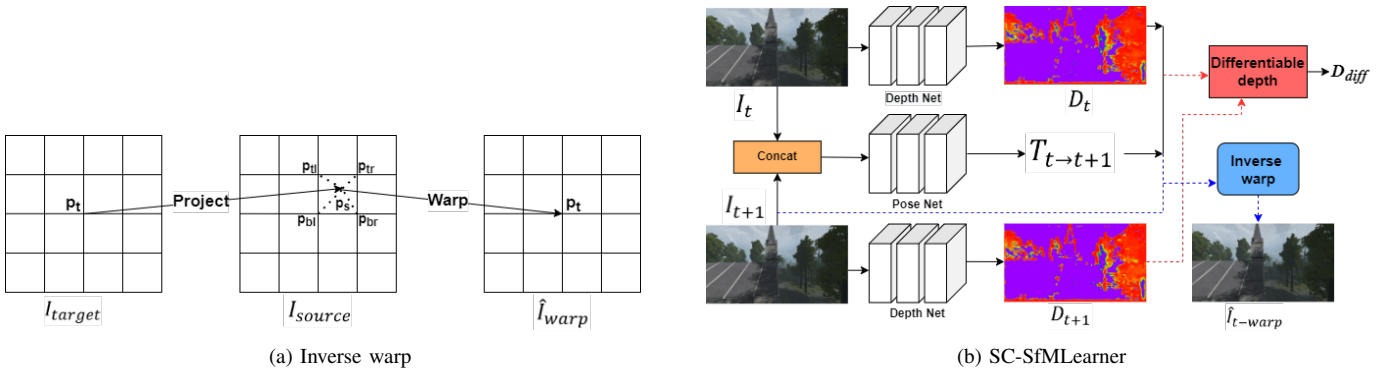 p_t
Project
p_tl
p_tr
p_s
p_bl
p_br
Warp
p_t
I_target
I_source
Î_warp
(a) Inverse warp
I_t
Depth Net
D_t
Differentiable
depth
D_diff
Concat
Pose Net
T_t→t+1
Inverse
warp
I_t+1
Depth Net
D_t+1
Î_t−warp
(b) SC-SfMLearner